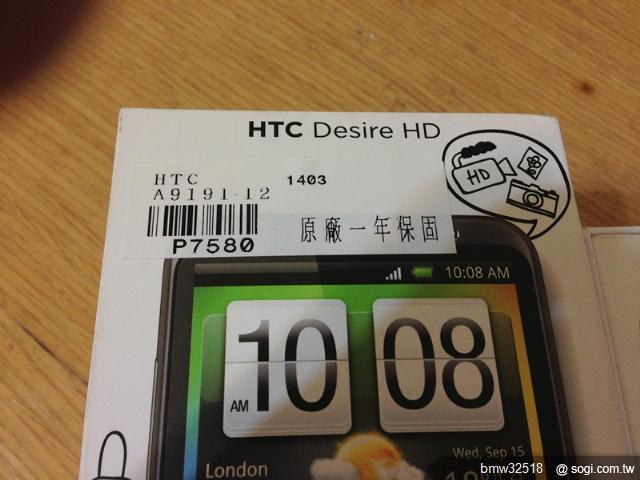 HTC Desire HD
HD
HTC 1403
A9191-12
P7580 原廠一年保固
10:08 AM
AM 10 08
Wed, Sep 15
London
bmw32518 @ sogi.com.tw